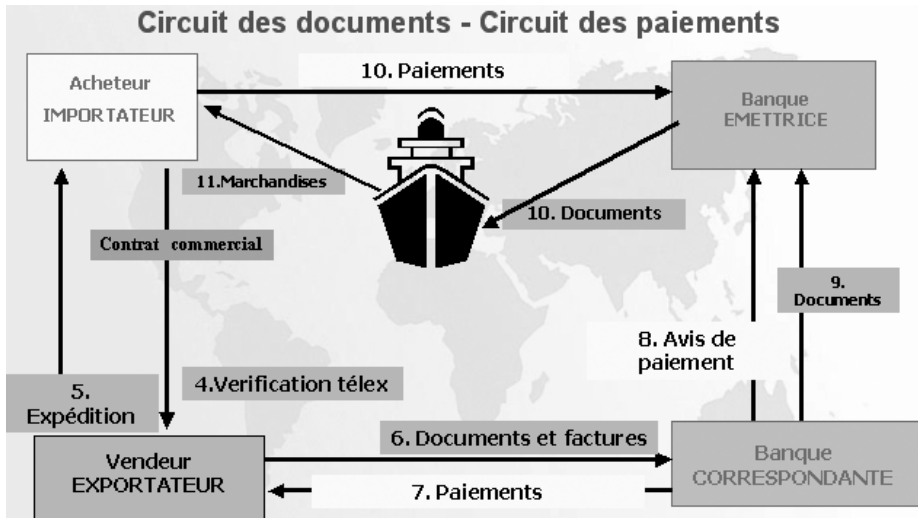 Circuit des documents - Circuit des paiements
Acheteur
IMPORTATEUR
10. Paiements
Banque
EMETTRICE
11.Marchandises
10. Documents
Contrat commercial
9.
Documents
8. Avis de
paiement
5.
Expédition
4.Verification télex
6. Documents et factures
Vendeur
EXPORTATEUR
7. Paiements
Banque
CORRESPONDANTE